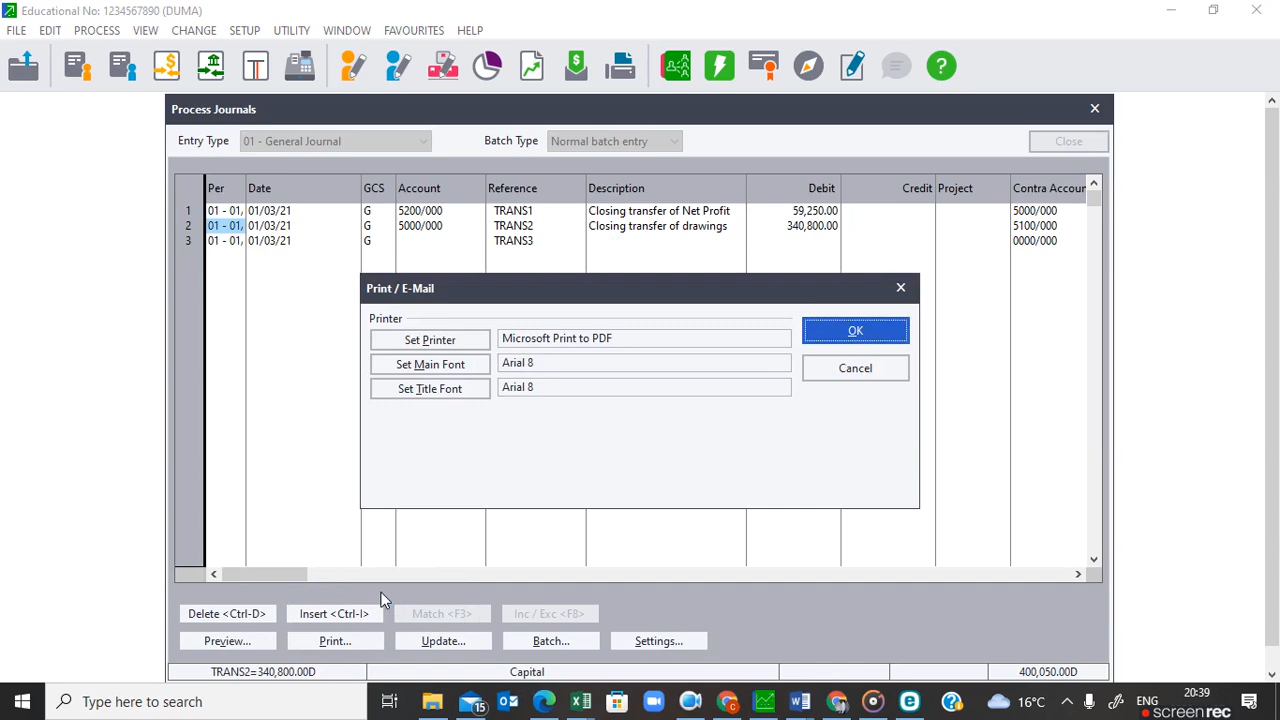 Educational No: 1234567890 (DUMA)
FILE EDIT PROCESS VIEW CHANGE SETUP UTILITY WINDOW FAVOURITES HELP
Process Journals
Entry Type 01 - General Journal Batch Type Normal batch entry Close
Per Date GCS Account Reference Description Debit Credit Project Contra Accoun
1 01 - 01, 01/03/21 G 5200/000 TRANS1 Closing transfer of Net Profit 59,250.00 5000/000
2 01 - 01, 01/03/21 G 5000/000 TRANS2 Closing transfer of drawings 340,800.00 5100/000
3 01 - 01, 01/03/21 G TRANS3 0000/000
Print / E-Mail
Printer
Set Printer Microsoft Print to PDF OK
Set Main Font Arial 8
Cancel
Set Title Font Arial 8
Delete <Ctrl-D> Insert <Ctrl-I> Match <F3> Inc / Exc <F8>
Preview... Print... Update... Batch... Settings...
TRANS2=340,800.00D Capital 400,050.00D
Type here to search 15 16°C ENG 20:39
SCREENREC